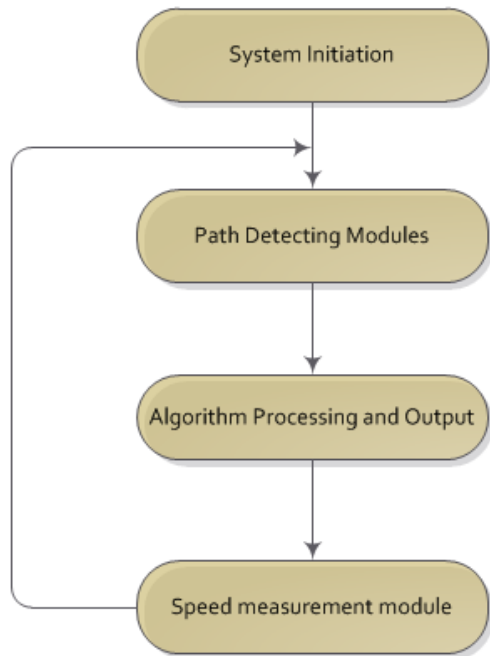 System Initiation
Path Detecting Modules
Algorithm Processing and Output
Speed measurement module